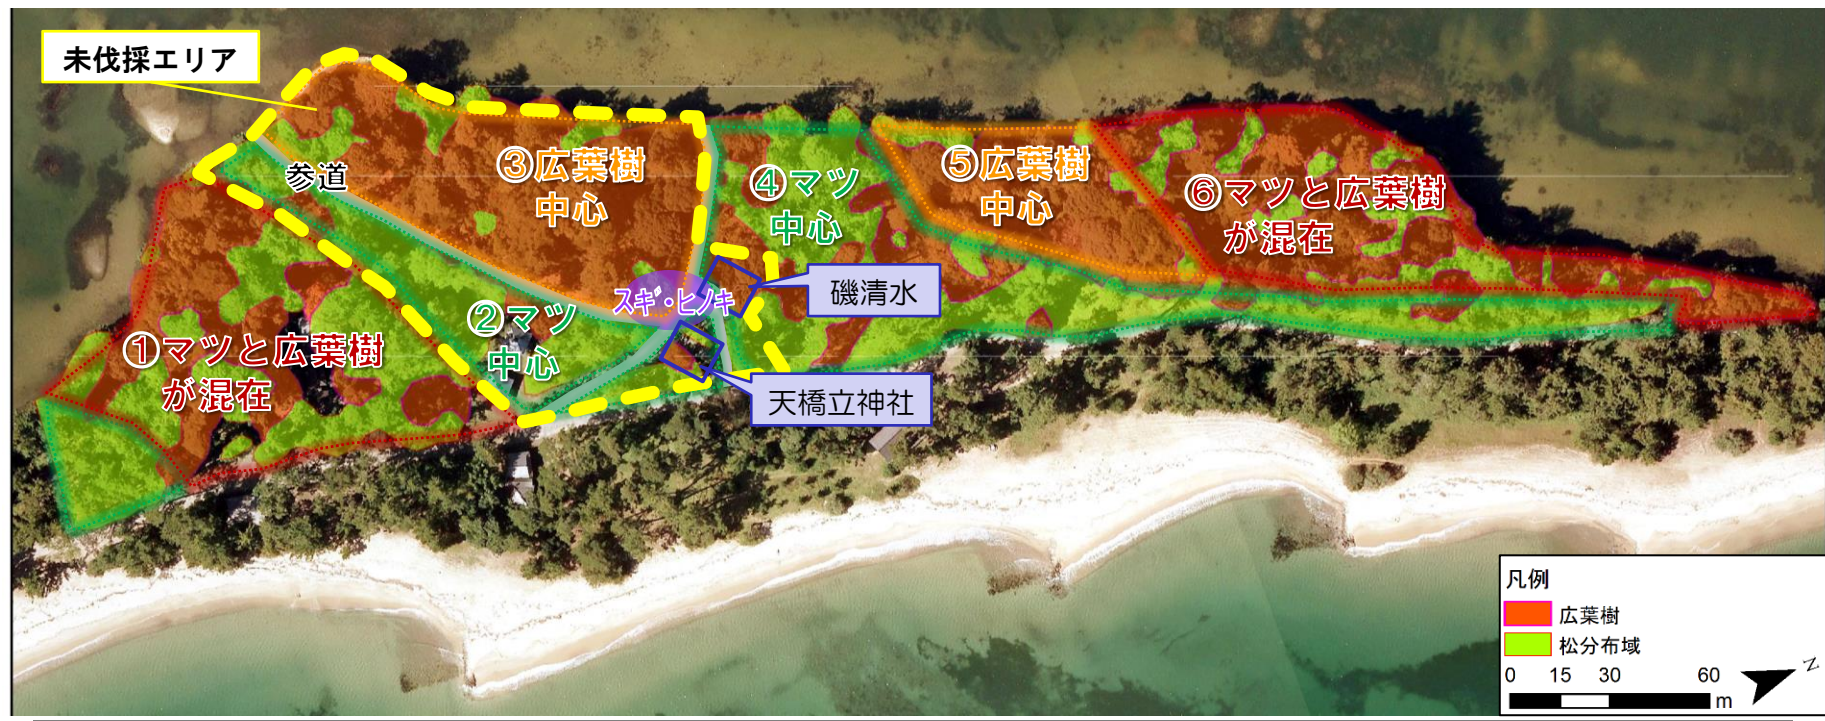 未伐採エリア
参道
③広葉樹
中心
④マツ
中心
⑤広葉樹
中心
⑥マツと広葉樹
が混在
スギ・ヒノキ
磯清水
②マツ
中心
①マツと広葉樹
が混在
天橋立神社
凡例
広葉樹
松分布域
0 15 30 60
m
N